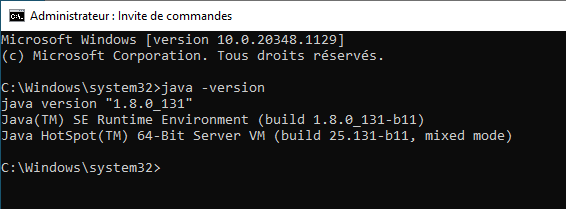 Administrateur : Invite de commandes
Microsoft Windows [version 10.0.20348.1129]
(c) Microsoft Corporation. Tous droits réservés.
C:\Windows\system32>java -version
java version "1.8.0_131"
Java(TM) SE Runtime Environment (build 1.8.0_131-b11)
Java HotSpot(TM) 64-Bit Server VM (build 25.131-b11, mixed mode)
C:\Windows\system32>